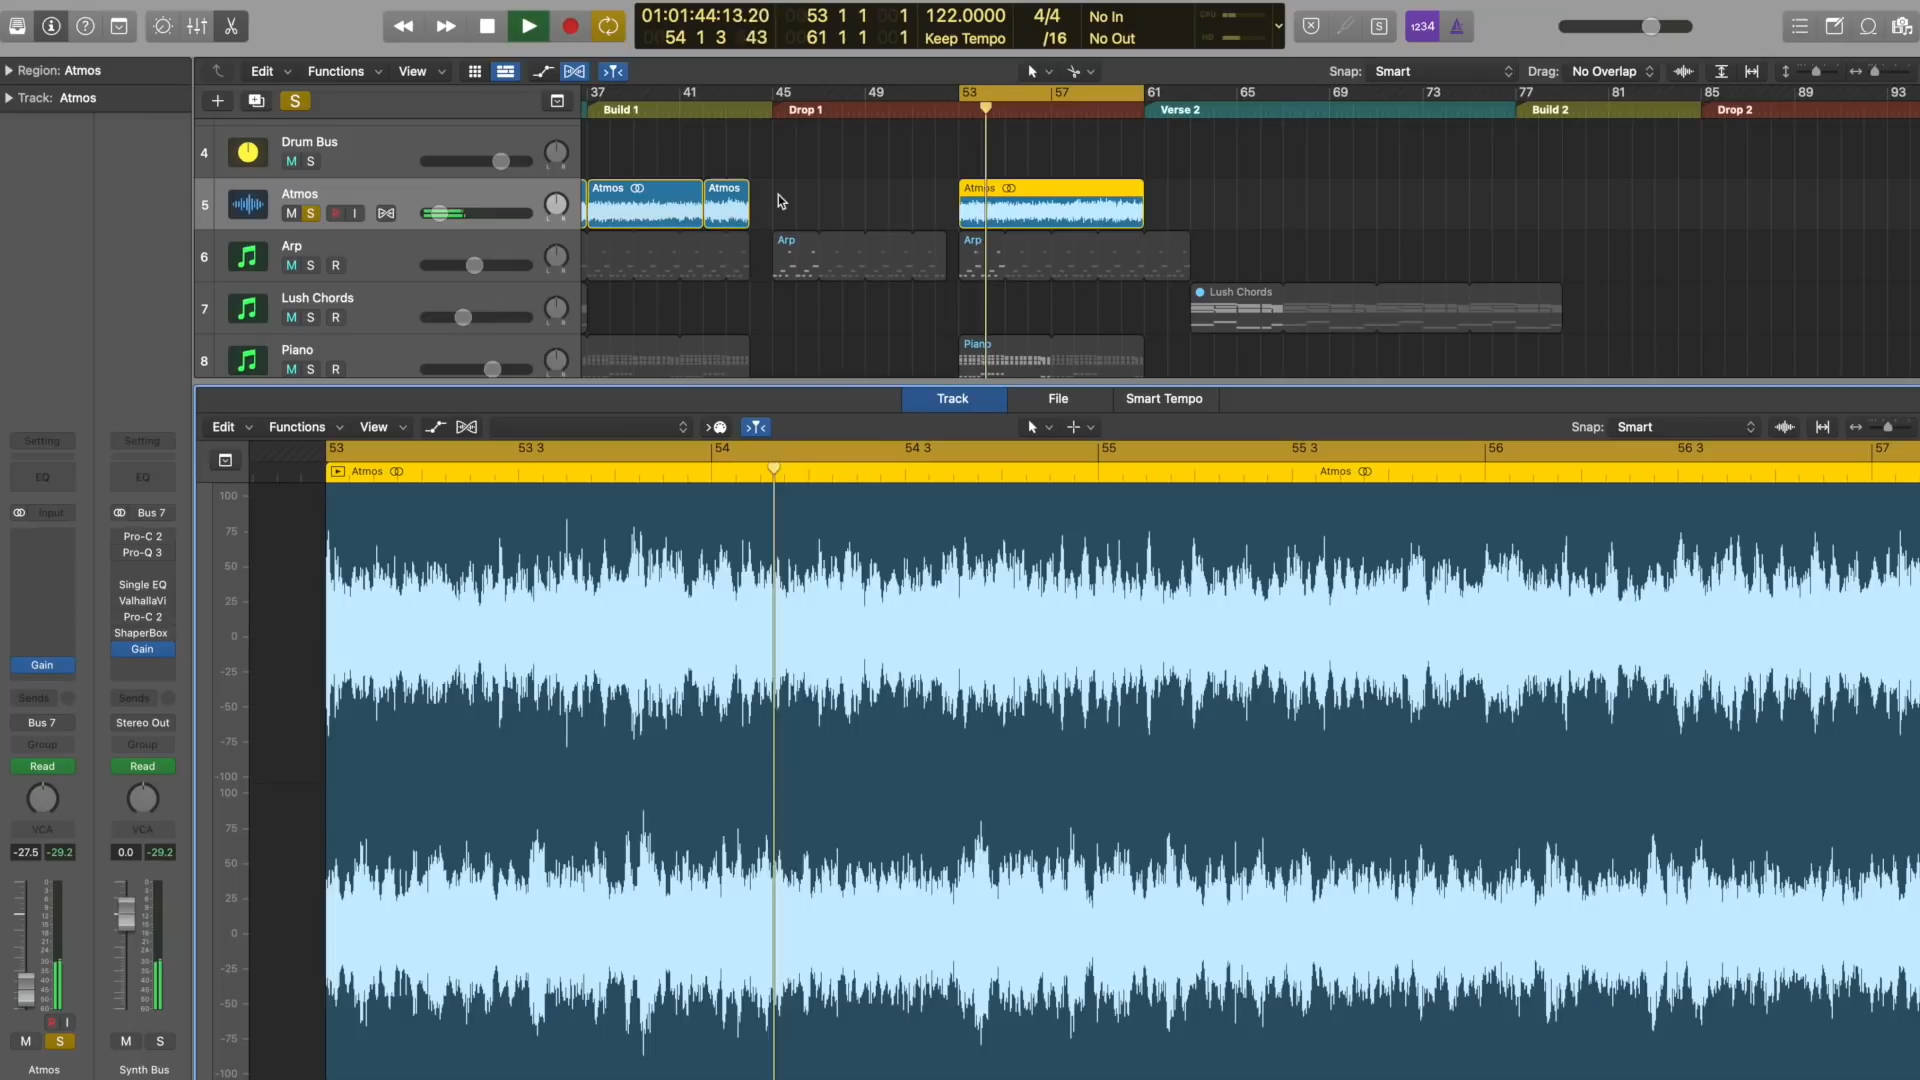 01:01:44:13.20 53 1 1 1 122.0000 4/4 No In
54 1 3 43 61 1 1 1 Keep Tempo /16 No Out
CPU
HD
1234
Region: Atmos
Edit Functions View
Snap: Smart Drag: No Overlap
Track: Atmos
S
37 41 45 49 53 57 61 65 69 73 77 81 85 89 93
Build 1 Drop 1 Verse 2 Build 2 Drop 2
4 Drum Bus
M S
5 Atmos
M S R I
Atmos Atmos Atmos
6 Arp
M S R
Arp Arp
7 Lush Chords
M S R
Lush Chords
8 Piano
M S R
Piano
Track File Smart Tempo
Edit Functions View
Snap: Smart
53 53 3 54 54 3 55 55 3 56 56 3 57
Atmos Atmos
100
75
50
25
0
-25
-50
-75
-100
100
75
50
25
0
-25
-50
-75
-100
Setting Setting
EQ EQ
Input Bus 7
Pro-C 2
Pro-Q 3
Single EQ
ValhallaVi
Pro-C 2
ShaperBox
Gain
Gain
Sends Sends
Bus 7 Stereo Out
Group Group
Read Read
VCA VCA
-27.5 -29.2 0.0 -29.2
R I
M S M S
Atmos Synth Bus